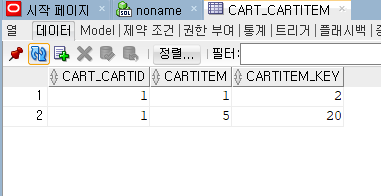 시작 페이지 noname CART_CARTITEM
열 데이터 Model 제약 조건 권한 부여 통계 트리거 플래시백
정렬... 필터:
CART_CARTID CARTITEM CARTITEM_KEY
1 1 1 2
2 1 5 20